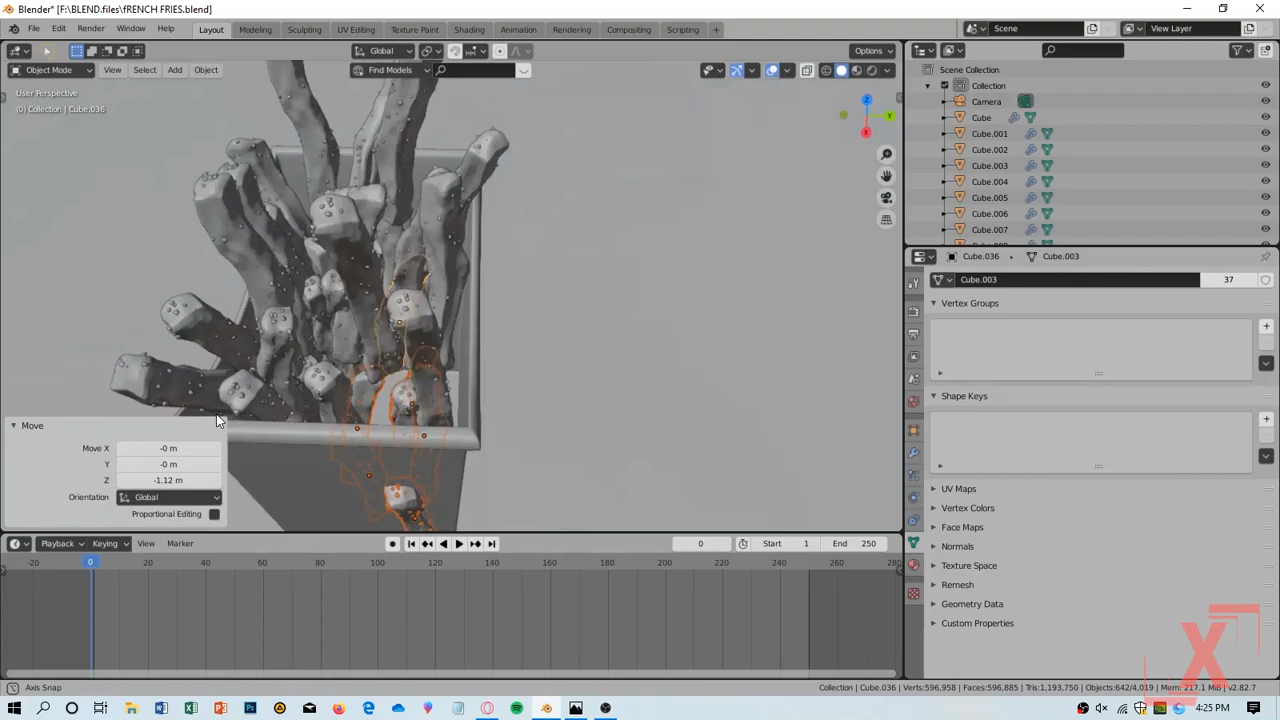 Blender* [F:\BLEND.files\fRENCH FRIES.blend]
File Edit Render Window Help Layout Modeling Sculpting UV Editing Texture Paint Shading Animation Rendering Compositing Scripting + Scene View Layer
Global Options
Object Mode View Select Add Object Find Models
User Perspective
(0) Collection | Cube.036
Z
Y
X
Scene Collection
Collection
Camera
Cube
Cube.001
Cube.002
Cube.003
Cube.004
Cube.005
Cube.006
Cube.007
Cube.036 Cube.003
Cube.003 37
Vertex Groups
Shape Keys
UV Maps
Vertex Colors
Face Maps
Normals
Texture Space
Remesh
Geometry Data
Custom Properties
Move
Move X -0 m
Y -0 m
Z -1.12 m
Orientation Global
Proportional Editing
Playback Keying View Marker 0 Start 1 End 250
-20 0 20 40 60 80 100 120 140 160 180 200 220 240 260 280
X
Axis Snap Collection | Cube.036 | Verts:596,958 | Faces:596,885 | Tris:1,193,750 | Objects:642/4,019 | Mem: 217.1 MiB | v2.82.7
4:25 PM